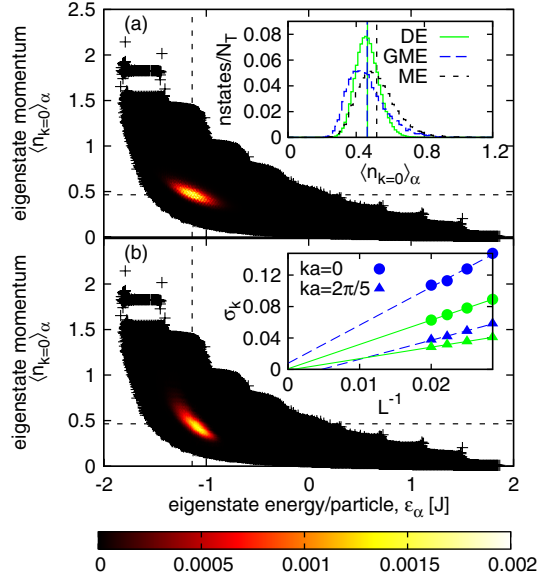 (a)
eigenstate momentum
⟨n_{k=0}⟩_α
2.5
2
1.5
1
0.5
0
nstates/N_T
0.08
0.06
0.04
0.02
0
DE
GME
ME
0 0.4 0.8 1.2
⟨n_{k=0}⟩_α
(b)
eigenstate momentum
⟨n_{k=0}⟩_α
2.5
2
1.5
1
0.5
0
σ_k
0.12
0.08
0.04
0
ka=0
ka=2π/5
0 0.01 0.02
L^{-1}
-2 -1 0 1 2
eigenstate energy/particle, ε_α [J]
0 0.0005 0.001 0.0015 0.002